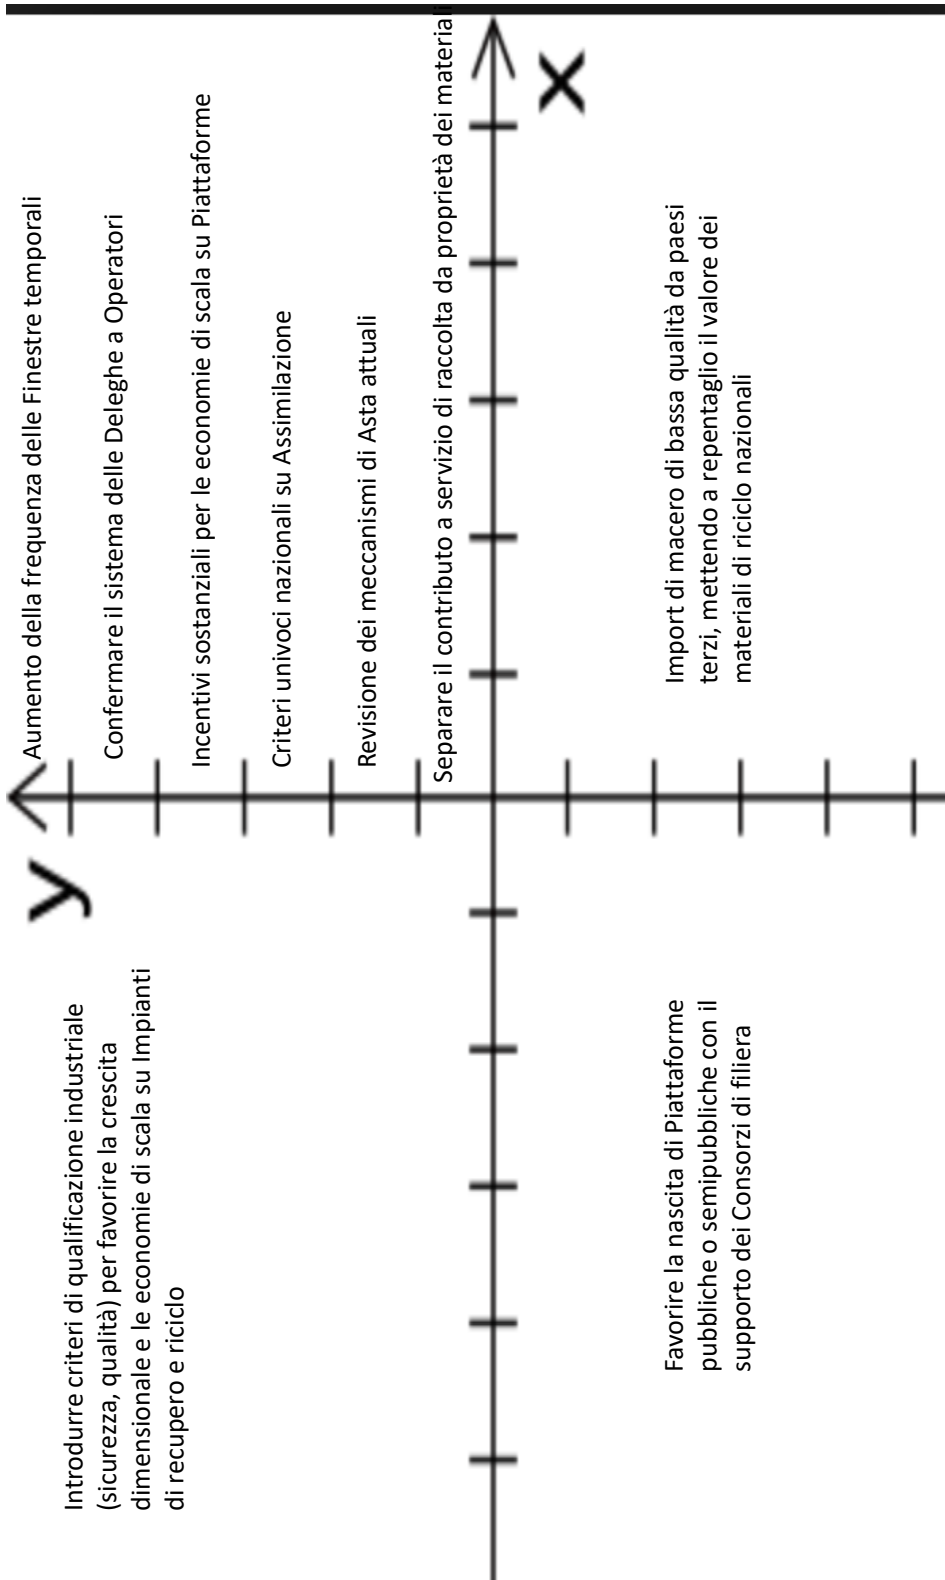 Aumento della frequenza delle Finestre temporali
Confermare il sistema delle Deleghe a Operatori
Incentivi sostanziali per le economie di scala su Piattaforme
Criteri univoci nazionali su Assimilazione
Revisione dei meccanismi di Asta attuali
Separare il contributo a servizio di raccolta da proprietà dei materiali
y
x
Introdurre criteri di qualificazione industriale
(sicurezza, qualità) per favorire la crescita
dimensionale e le economie di scala su Impianti
di recupero e riciclo
Favorire la nascita di Piattaforme
pubbliche o semipubbliche con il
supporto dei Consorzi di filiera
Import di macero di bassa qualità da paesi
terzi, mettendo a repentaglio il valore dei
materiali di riciclo nazionali